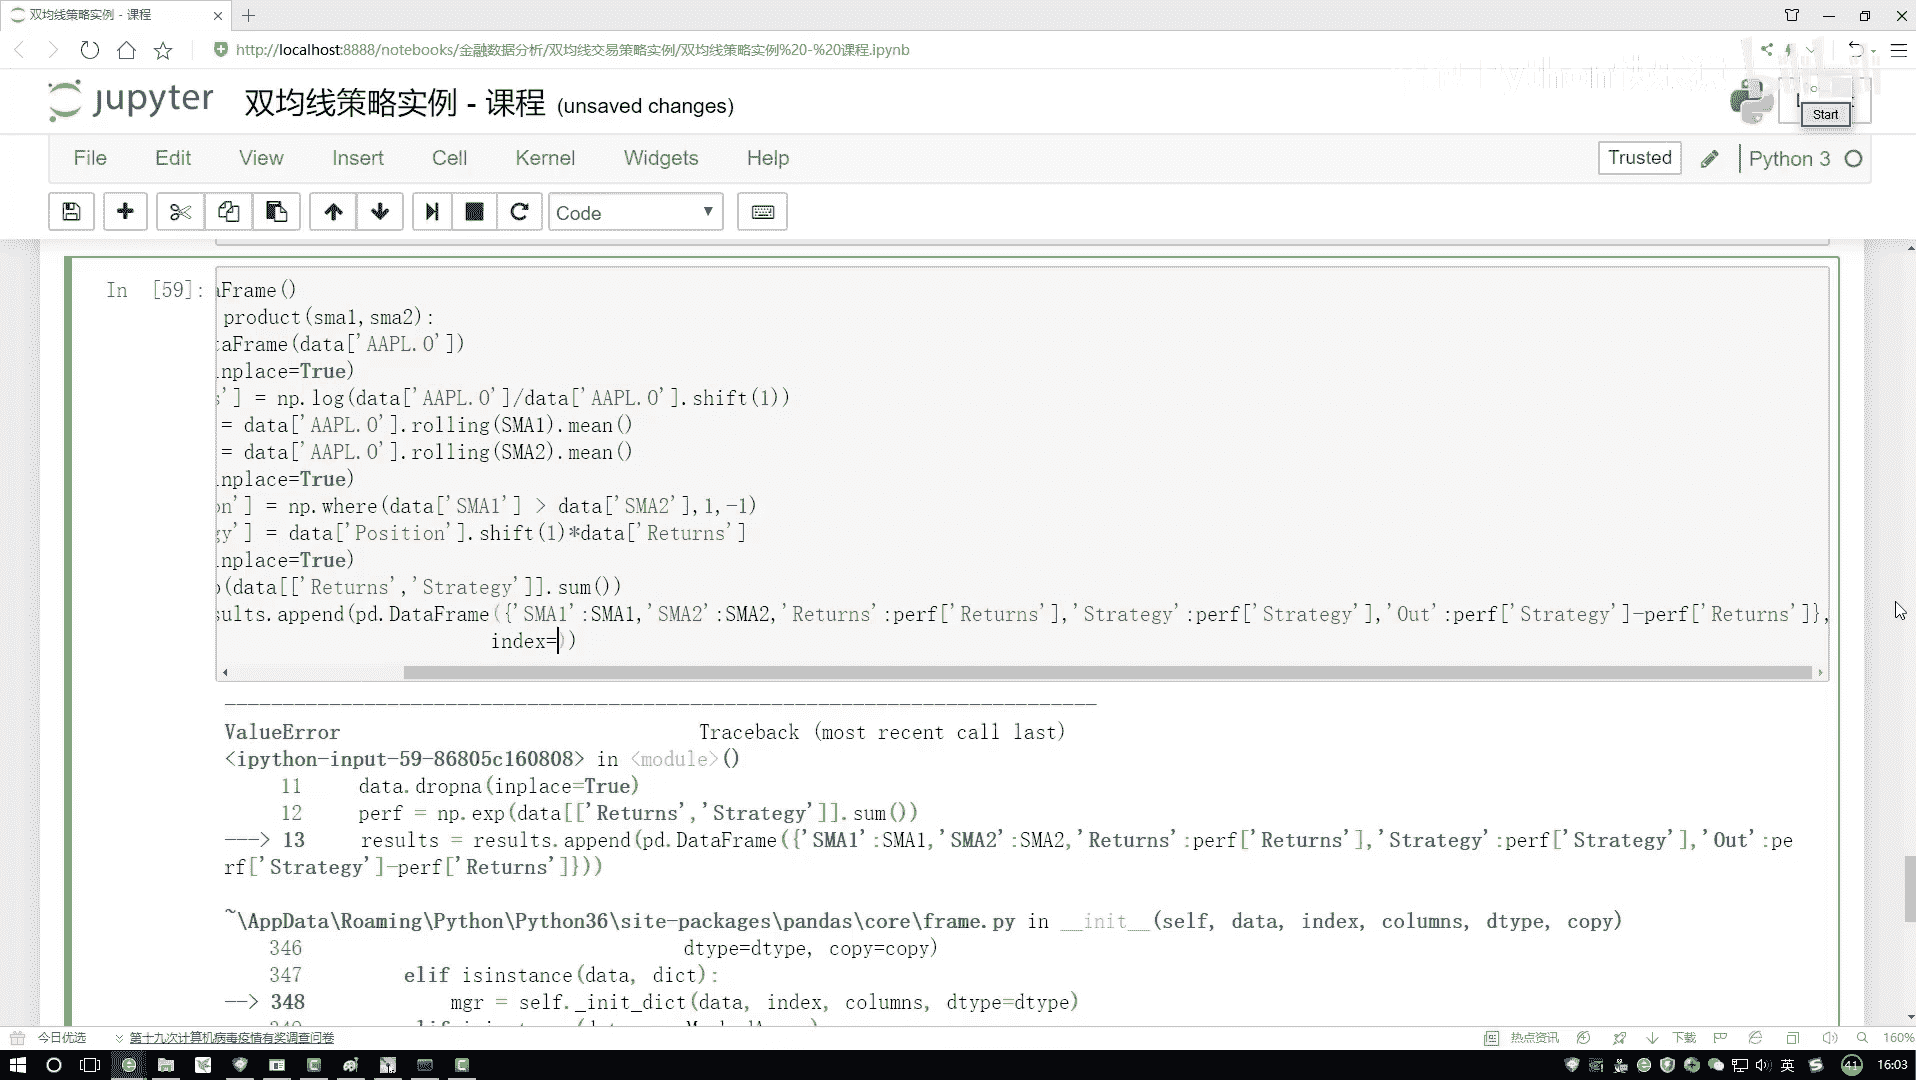 双均线策略实例 - 课程
http://localhost:8888/notebooks/金融数据分析/双均线交易策略实例/双均线策略实例%20-%20课程.ipynb
jupyter 双均线策略实例 - 课程 (unsaved changes)
Start
File Edit View Insert Cell Kernel Widgets Help
Trusted Python 3
Code
In [59]:
aFrame()
product(sma1,sma2):
taFrame(data['AAPL.O'])
inplace=True)
s'] = np.log(data['AAPL.O']/data['AAPL.O'].shift(1))
= data['AAPL.O'].rolling(SMA1).mean()
= data['AAPL.O'].rolling(SMA2).mean()
inplace=True)
on'] = np.where(data['SMA1'] > data['SMA2'],1,-1)
gy'] = data['Position'].shift(1)*data['Returns']
inplace=True)
p(data[['Returns','Strategy']].sum())
sults.append(pd.DataFrame({'SMA1':SMA1,'SMA2':SMA2,'Returns':perf['Returns'],'Strategy':perf['Strategy'],'Out':perf['Strategy']-perf['Returns']},
index=))
ValueError Traceback (most recent call last)
<ipython-input-59-86805c160808> in <module>()
11 data.dropna(inplace=True)
12 perf = np.exp(data[['Returns','Strategy']].sum())
---> 13 results = results.append(pd.DataFrame({'SMA1':SMA1,'SMA2':SMA2,'Returns':perf['Returns'],'Strategy':perf['Strategy'],'Out':pe
rf['Strategy']-perf['Returns']}))
~\AppData\Roaming\Python\Python36\site-packages\pandas\core\frame.py in __init__(self, data, index, columns, dtype, copy)
346 dtype=dtype, copy=copy)
347 elif isinstance(data, dict):
--> 348 mgr = self._init_dict(data, index, columns, dtype=dtype)
今日优选 第十九次计算机病毒疫情有奖调查问卷 热点资讯 下载 160%
英 41 16:03